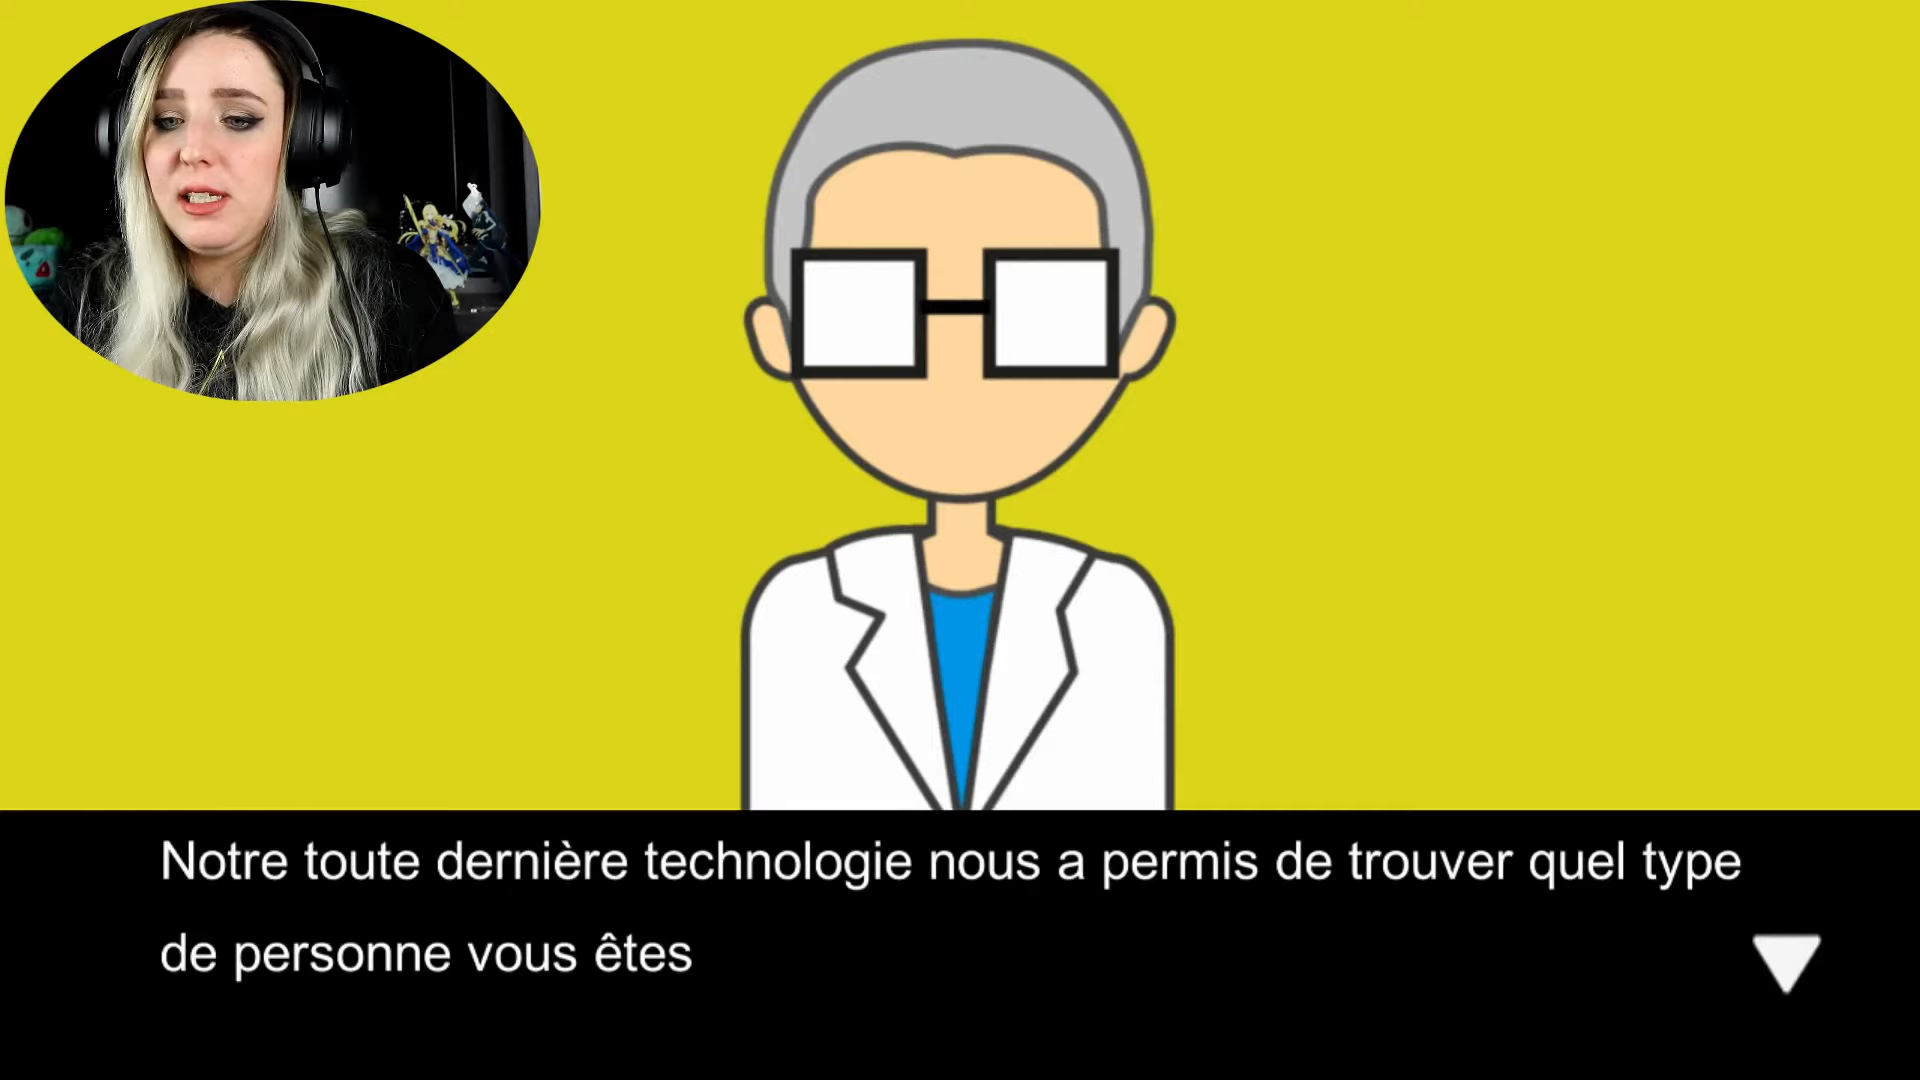 Notre toute dernière technologie nous a permis de trouver quel type
de personne vous êtes